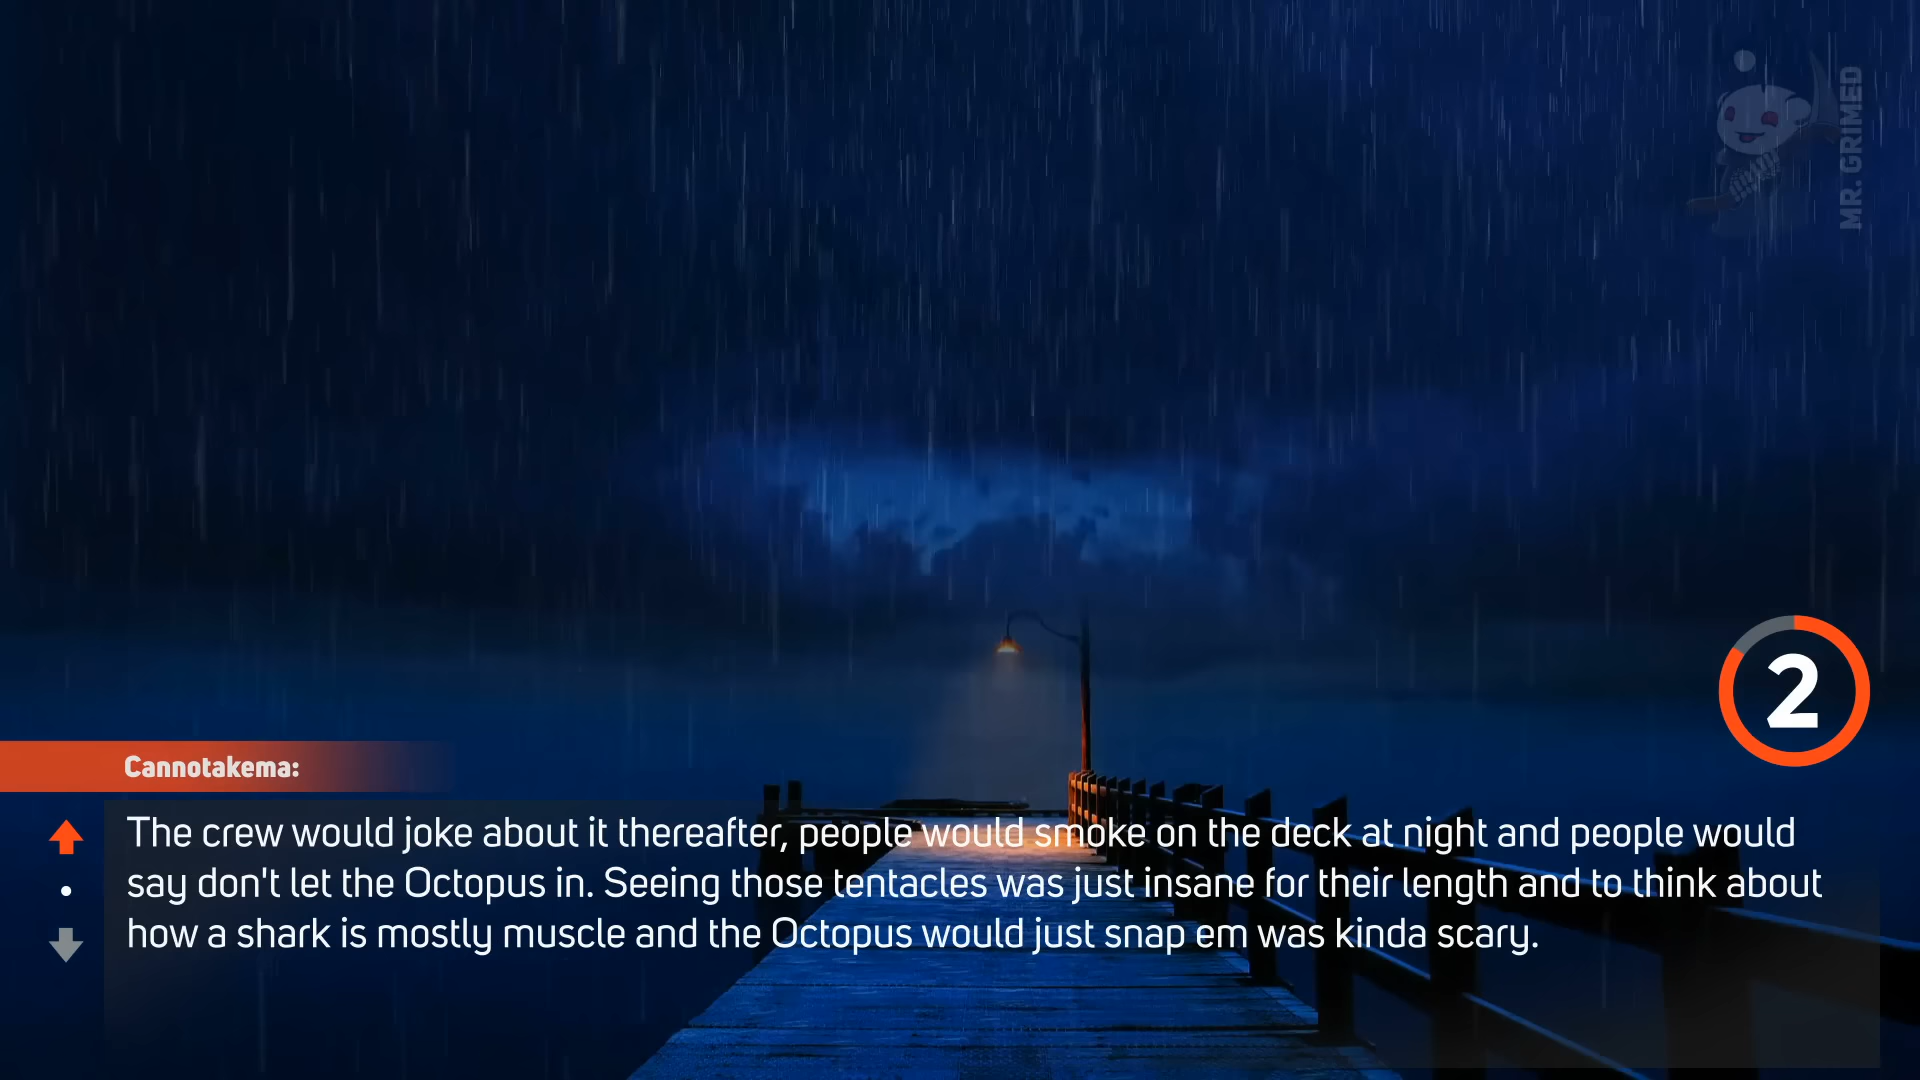 MR. GRIMED
2
Cannotakema:
The crew would joke about it thereafter, people would smoke on the deck at night and people would
say don't let the Octopus in. Seeing those tentacles was just insane for their length and to think about
how a shark is mostly muscle and the Octopus would just snap em was kinda scary.